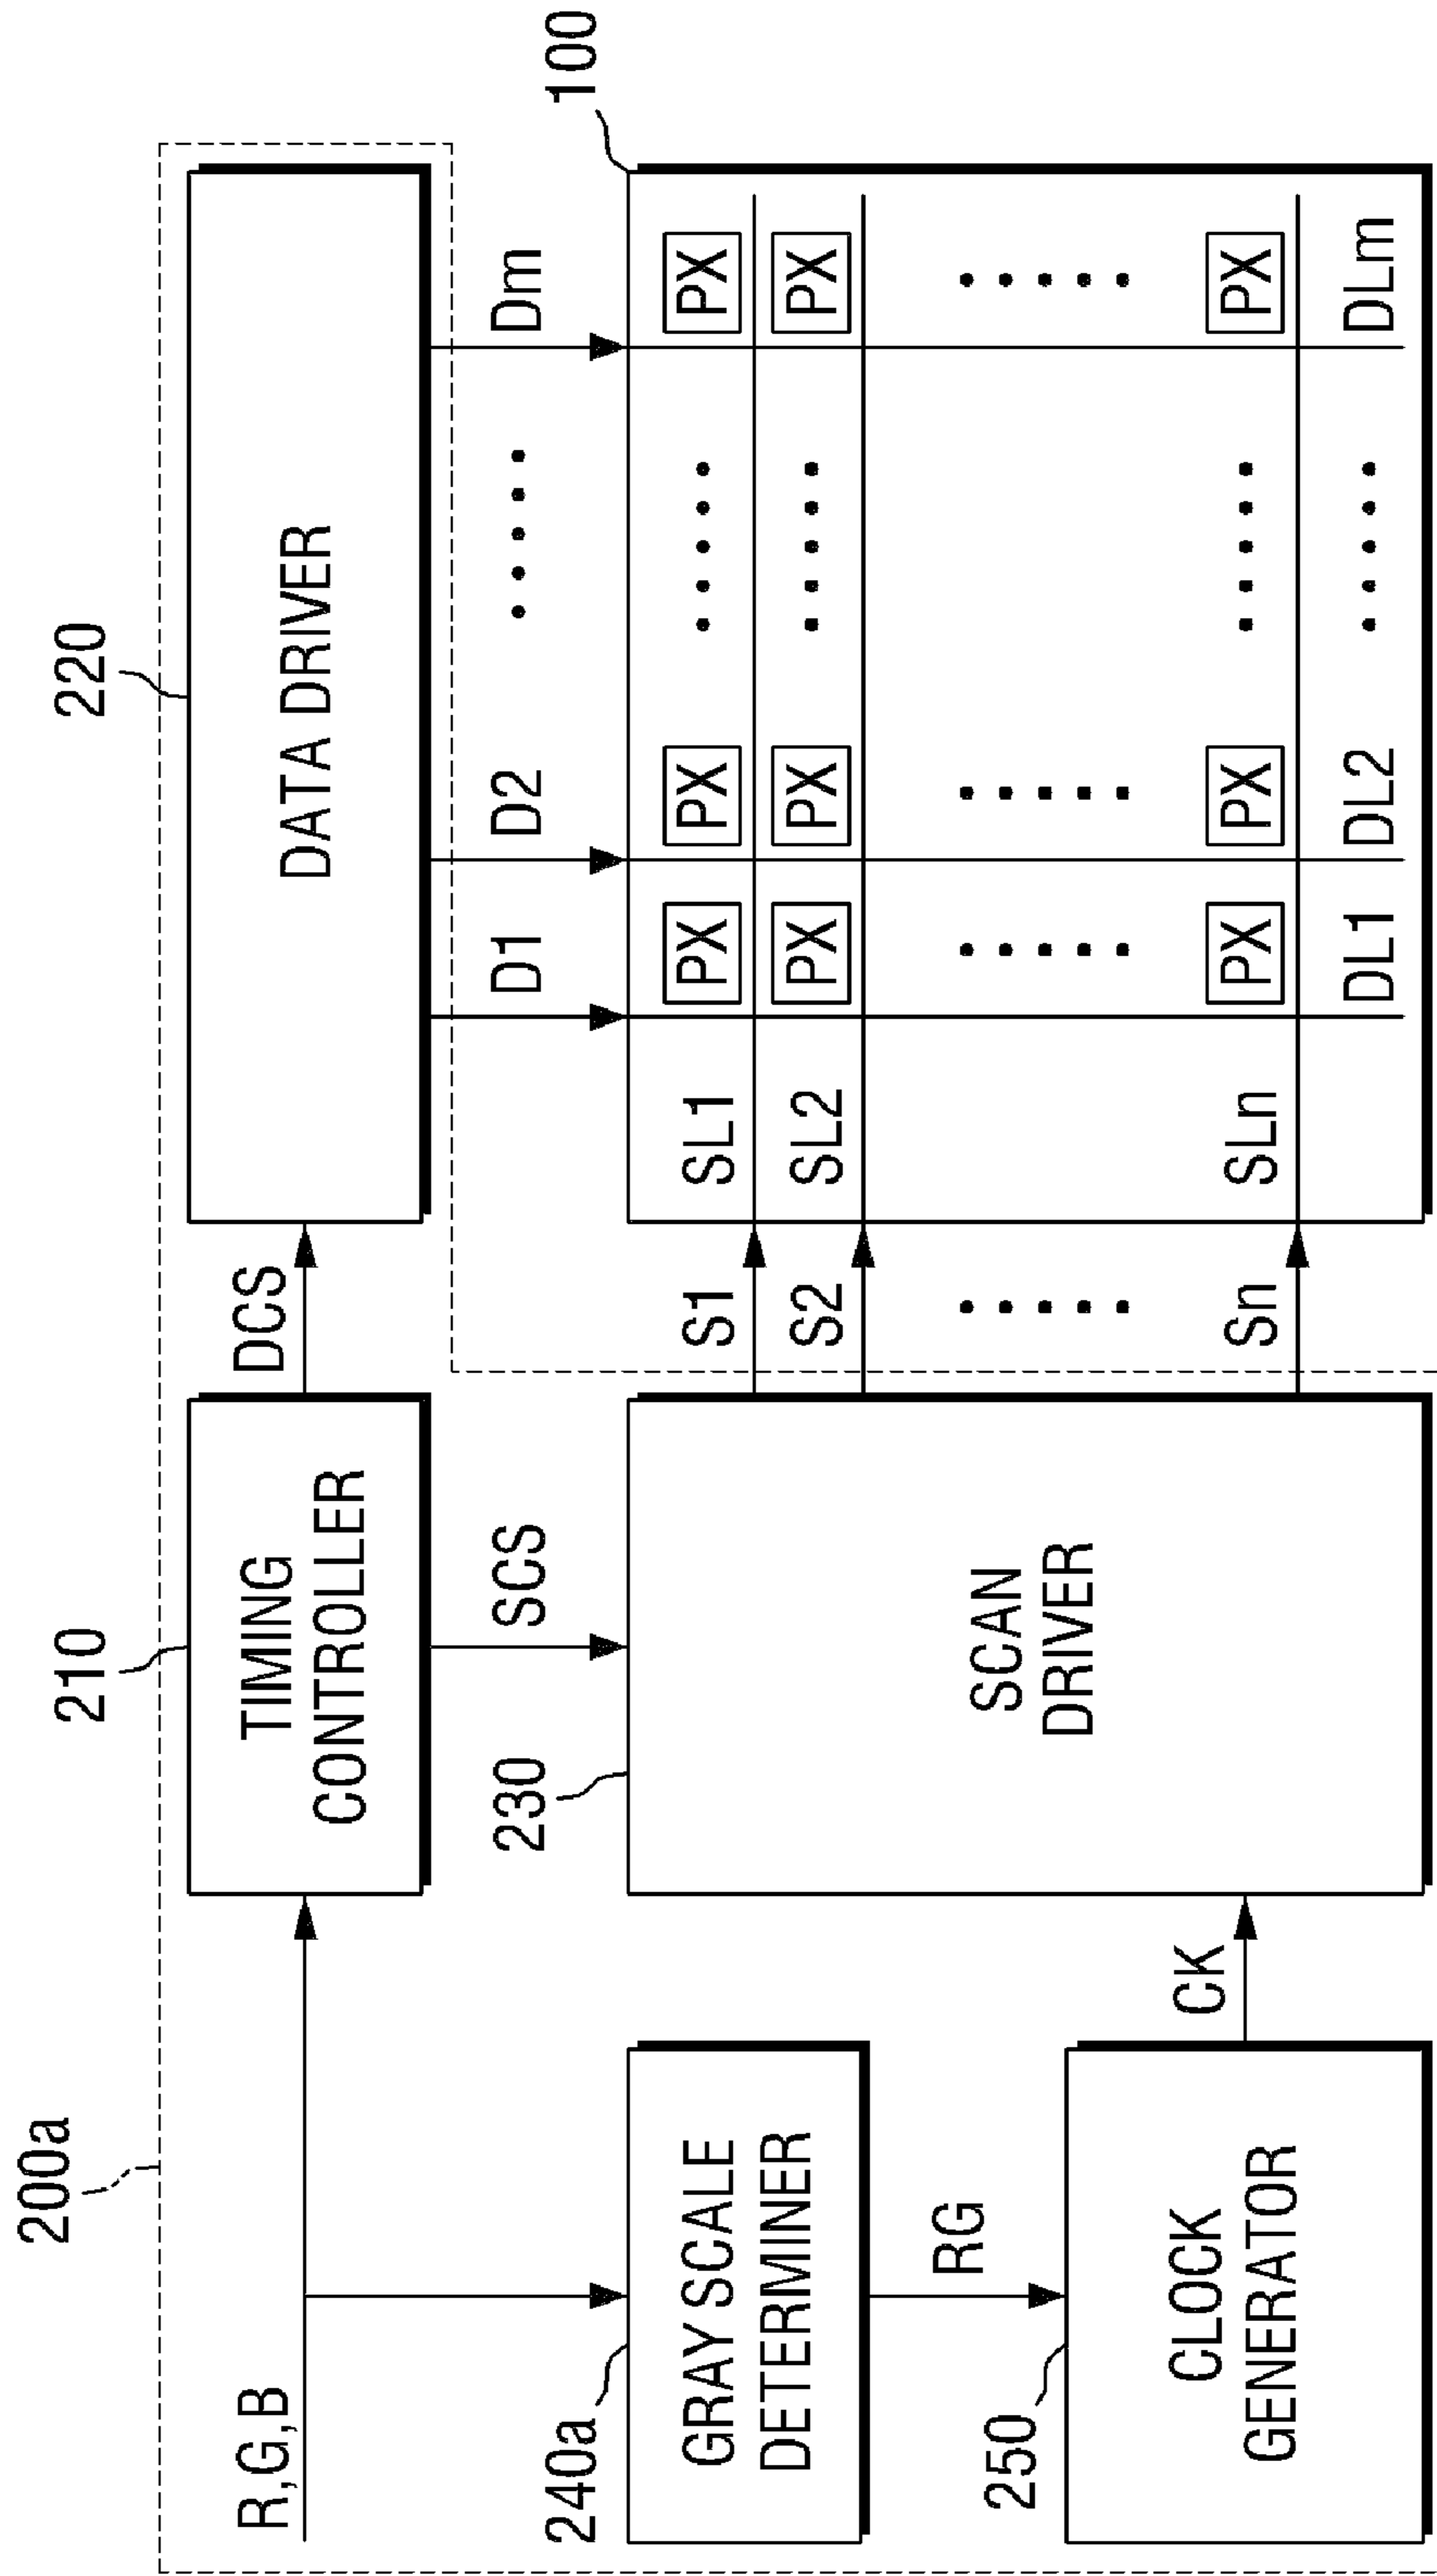 200a
210
220
R,G,B
TIMING
CONTROLLER
DCS
DATA DRIVER
240a
230
SCS
D1
D2
Dm
100
GRAY SCALE
DETERMINER
S1
SL1
PX
PX
PX
S2
SL2
PX
PX
PX
RG
SCAN
DRIVER
250
CLOCK
GENERATOR
CK
Sn
SLn
PX
PX
PX
DL1
DL2
DLm